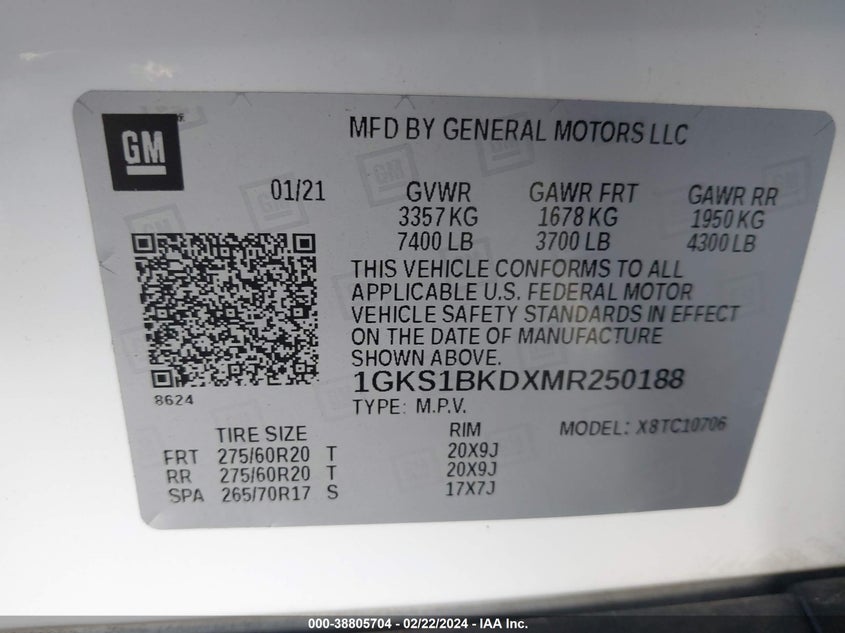 GM
MFD BY GENERAL MOTORS LLC
01/21 GVWR GAWR FRT GAWR RR
3357 KG 1678 KG 1950 KG
7400 LB 3700 LB 4300 LB
THIS VEHICLE CONFORMS TO ALL
APPLICABLE U.S. FEDERAL MOTOR
VEHICLE SAFETY STANDARDS IN EFFECT
ON THE DATE OF MANUFACTURE
SHOWN ABOVE.
1GKS1BKDXMR250188
8624
TYPE: M.P.V.
TIRE SIZE RIM MODEL: X8TC10706
FRT 275/60R20 T 20X9J
RR 275/60R20 T 20X9J
SPA 265/70R17 S 17X7J
000-38805704 - 02/22/2024 - IAA Inc.